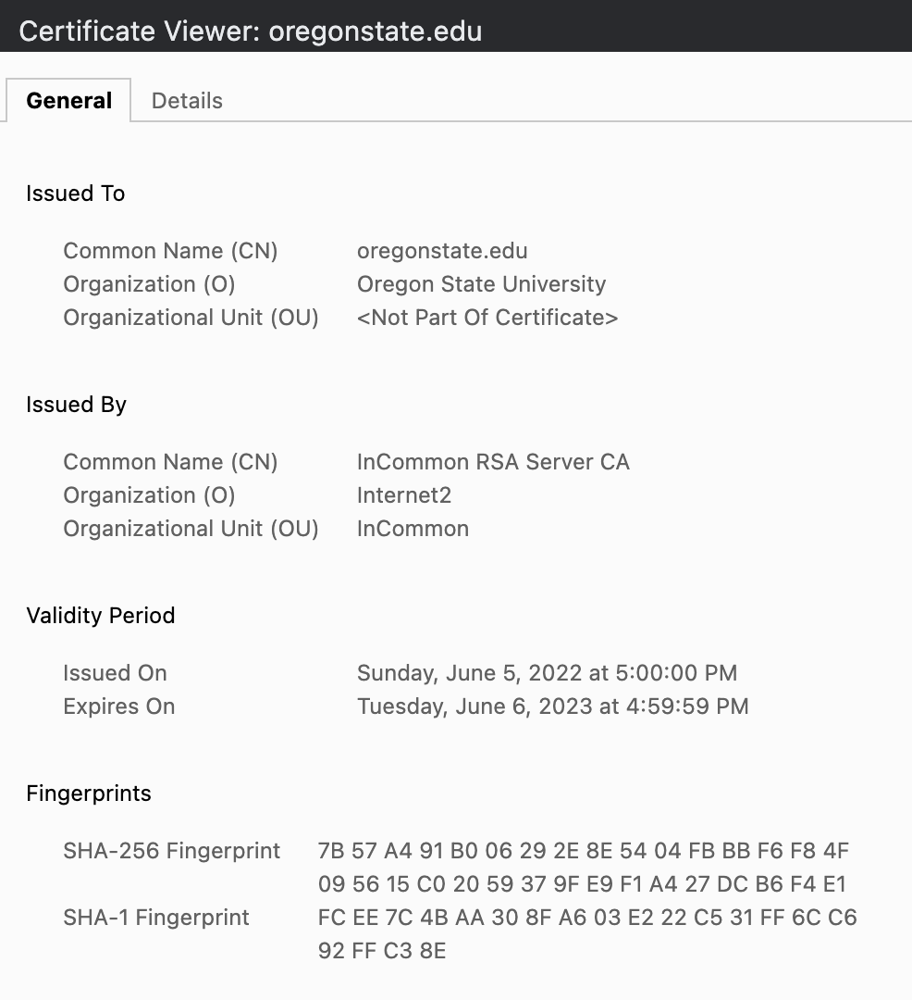 Certificate Viewer: oregonstate.edu
General Details
Issued To
Common Name (CN) oregonstate.edu
Organization (O) Oregon State University
Organizational Unit (OU) <Not Part Of Certificate>
Issued By
Common Name (CN) InCommon RSA Server CA
Organization (O) Internet2
Organizational Unit (OU) InCommon
Validity Period
Issued On Sunday, June 5, 2022 at 5:00:00 PM
Expires On Tuesday, June 6, 2023 at 4:59:59 PM
Fingerprints
SHA-256 Fingerprint 7B 57 A4 91 B0 06 29 2E 8E 54 04 FB BB F6 F8 4F
09 56 15 C0 20 59 37 9F E9 F1 A4 27 DC B6 F4 E1
SHA-1 Fingerprint FC EE 7C 4B AA 30 8F A6 03 E2 22 C5 31 FF 6C C6
92 FF C3 8E